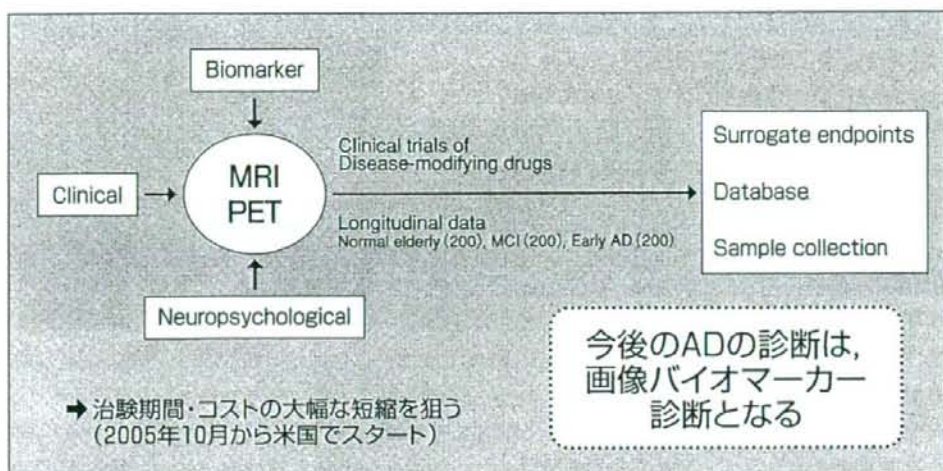 Biomarker
Clinical
MRI
PET
Neuropsychological
Clinical trials of
Disease-modifying drugs
Longitudinal data
Normal elderly (200), MCI (200), Early AD (200)
Surrogate endpoints
Database
Sample collection
➔ 治験期間・コストの大幅な短縮を狙う
(2005年10月から米国でスタート)
今後のADの診断は,
画像バイオマーカー
診断となる